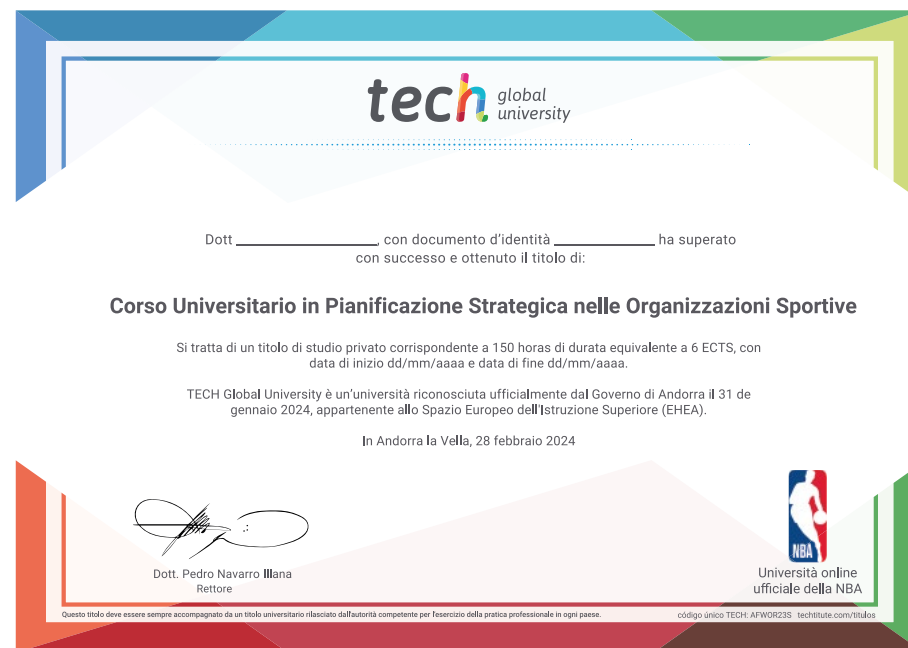 tech global university
Dott _________________, con documento d'identità ____________ ha superato
con successo e ottenuto il titolo di:
Corso Universitario in Pianificazione Strategica nelle Organizzazioni Sportive
Si tratta di un titolo di studio privato corrispondente a 150 horas di durata equivalente a 6 ECTS, con
data di inizio dd/mm/aaaa e data di fine dd/mm/aaaa.
TECH Global University è un'università riconosciuta ufficialmente dal Governo di Andorra il 31 de
gennaio 2024, appartenente allo Spazio Europeo dell'Istruzione Superiore (EHEA).
In Andorra la Vella, 28 febbraio 2024
Dott. Pedro Navarro Illana
Rettore
NBA
Università online
ufficiale della NBA
Questo titolo deve essere sempre accompagnato da un titolo universitario rilasciato dall'autorità competente per l'esercizio della pratica professionale in ogni paese.
código único TECH: AFWOR23S techtitute.com/titulos